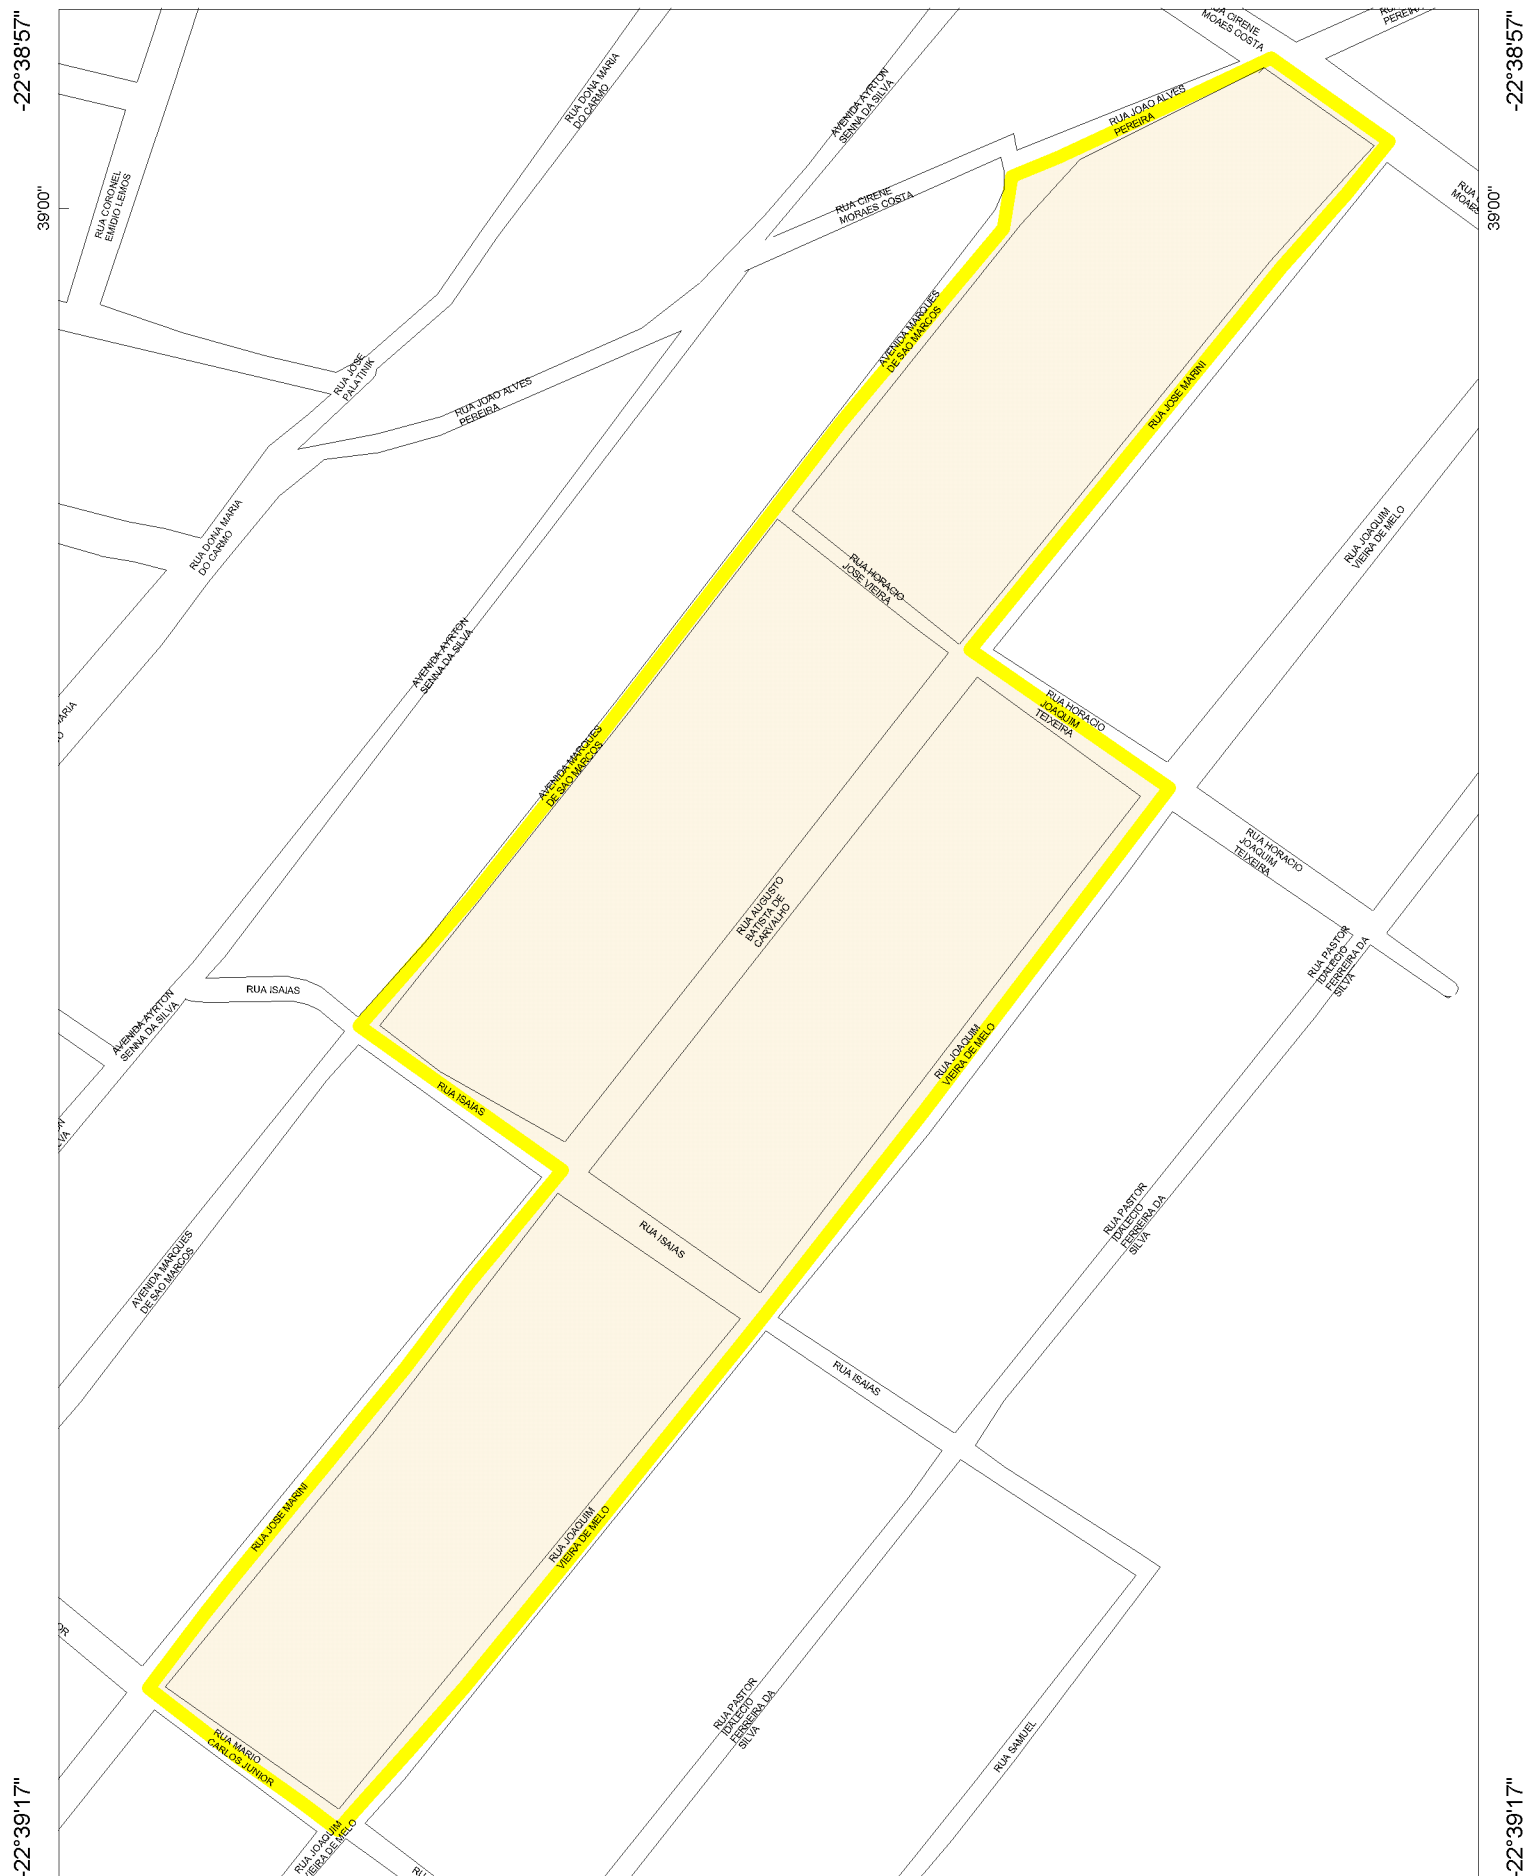 -22°38'57"
-22°38'57"
MOAES COSTA
RUA DONA MARIA
DO CARMO
AVENIDA AYRTON
SENNA DA SILVA
RUA JOAO ALVES
PEREIRA
RUA CORONEL
EMIDIO LEMOS
39'00"
39'00"
RUA CIRENE
MORAES COSTA
AVENIDA MARQUES
DE SAO MARCOS
RUA JOSE
PALATINIK
RUA JOAO ALVES
PEREIRA
RUA JOSE MARINI
RUA DONA MARIA
DO CARMO
RUA JOAQUIM
VIEIRA DE MELO
RUA HORACIO
JOSE VIEIRA
AVENIDA AYRTON
SENNA DA SILVA
RUA HORACIO
JOAQUIM
TEIXEIRA
AVENIDA MARQUES
DE SAO MARCOS
RUA HORACIO
JOAQUIM
TEIXEIRA
RUA AUGUSTO
BATISTA DE
CARVALHO
RUA PASTOR
IDALECIO
FERREIRA DA
SILVA
RUA ISAIAS
AVENIDA AYRTON
SENNA DA SILVA
RUA JOAQUIM
VIEIRA DE MELO
RUA ISAIAS
RUA PASTOR
IDALECIO
FERREIRA DA
SILVA
RUA ISAIAS
AVENIDA MARQUES
DE SAO MARCOS
RUA ISAIAS
RUA JOSE MARINI
RUA JOAQUIM
VIEIRA DE MELO
RUA PASTOR
IDALECIO
FERREIRA DA
SILVA
RUA SAMUEL
RUA MARIO
CARLOS JUNIOR
RUA JOAQUIM
VIEIRA DE MELO
-22°39'17"
-22°39'17"